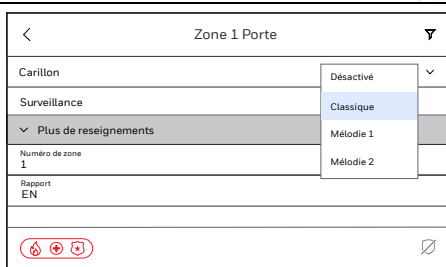 Zone 1 Porte
Carillon
Désactivé
Classique
Mélodie 1
Mélodie 2
Surveillance
Plus de reseignements
Numéro de zone
1
Rapport
EN